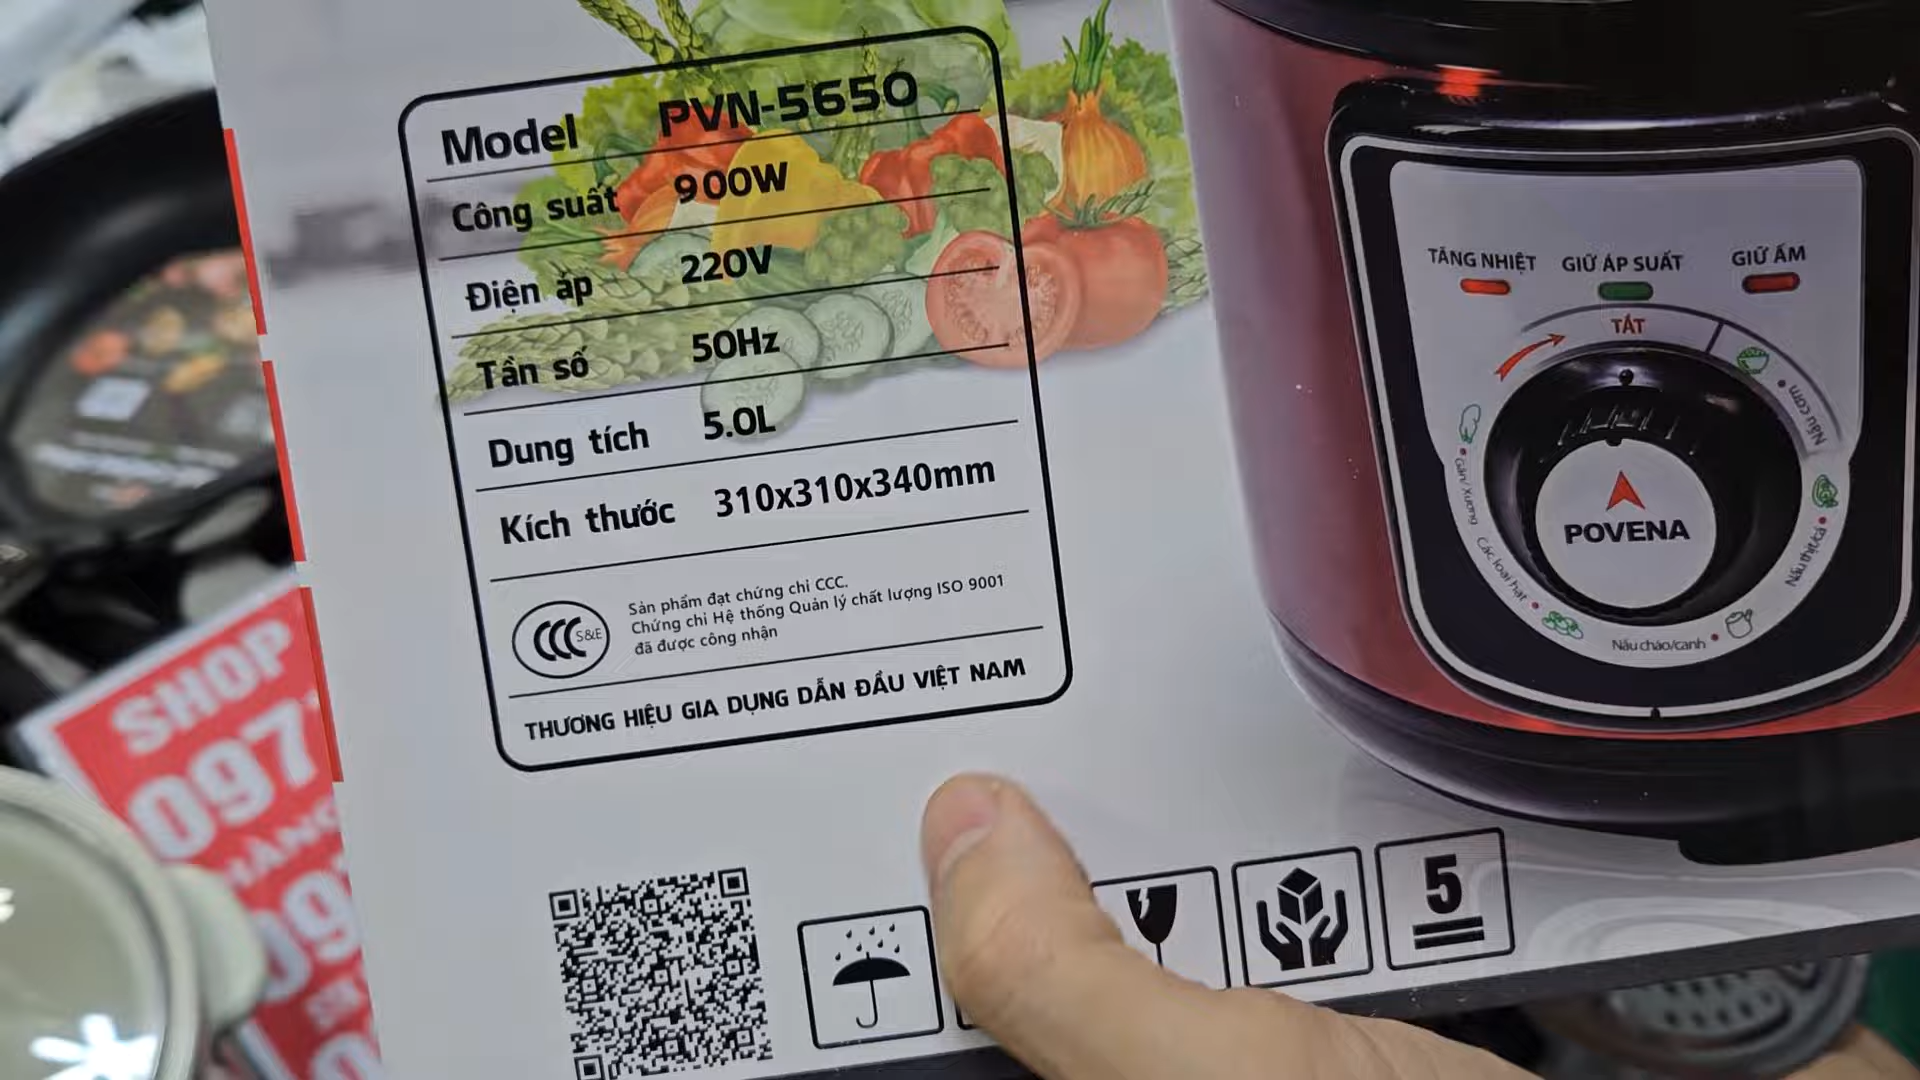 Model PVN-5650
Công suất 900W
Điện áp 220V
Tần số 50Hz
Dung tích 5.0L
Kích thước 310x310x340mm
S&E
Sản phẩm đạt chứng chỉ CCC.
Chứng chỉ Hệ thống Quản lý chất lượng ISO 9001
đã được công nhận
THƯƠNG HIỆU GIA DỤNG DẪN ĐẦU VIỆT NAM
TĂNG NHIỆT GIỮ ÁP SUẤT GIỮ ẤM
TẮT
Nấu cơm
Nấu thịt/cá
Nấu cháo/canh
Các loại hạt
Gân/Xương
POVENA
5
SHOP
097
HÀNG
09